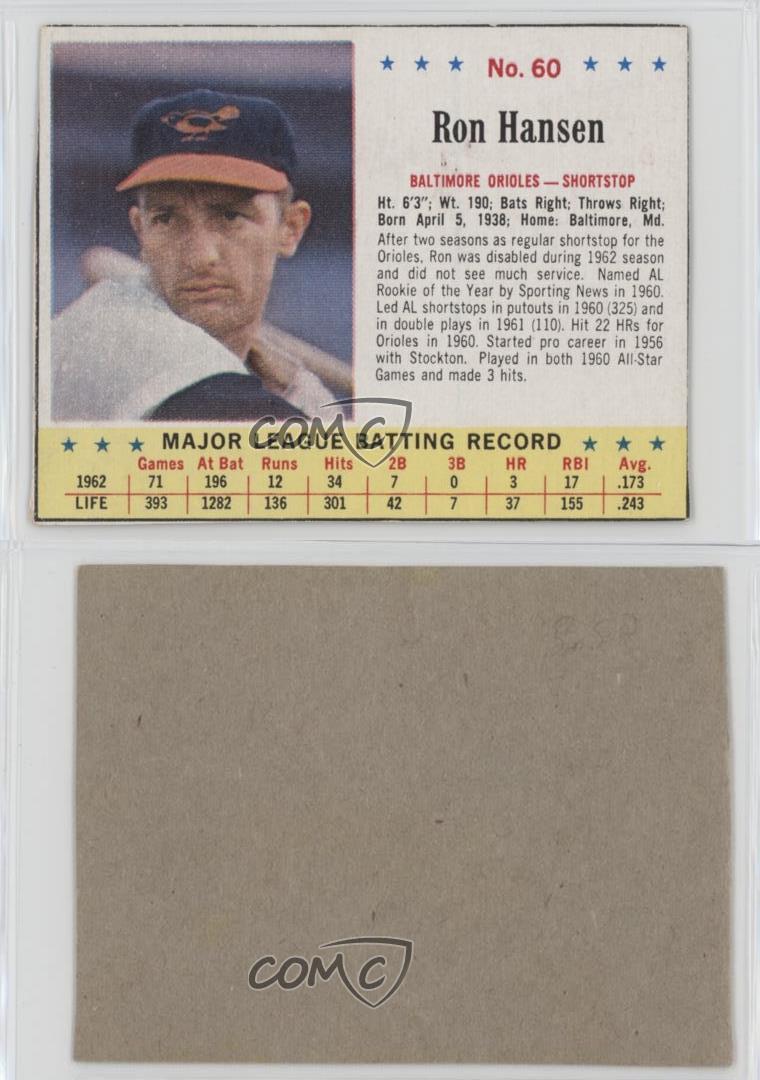 ★ ★ ★ No. 60 ★ ★ ★
Ron Hansen
BALTIMORE ORIOLES — SHORTSTOP
Ht. 6'3"; Wt. 190; Bats Right; Throws Right;
Born April 5, 1938; Home: Baltimore, Md.
After two seasons as regular shortstop for the
Orioles, Ron was disabled during 1962 season
and did not see much service. Named AL
Rookie of the Year by Sporting News in 1960.
Led AL shortstops in putouts in 1960 (325) and
in double plays in 1961 (110). Hit 22 HRs for
Orioles in 1960. Started pro career in 1956
with Stockton. Played in both 1960 All-Star
Games and made 3 hits.
★ ★ ★ MAJOR LEAGUE BATTING RECORD ★ ★ ★
Games At Bat Runs Hits 2B 3B HR RBI Avg.
1962 71 196 12 34 7 0 3 17 .173
LIFE 393 1282 136 301 42 7 37 155 .243
COMC
COMC